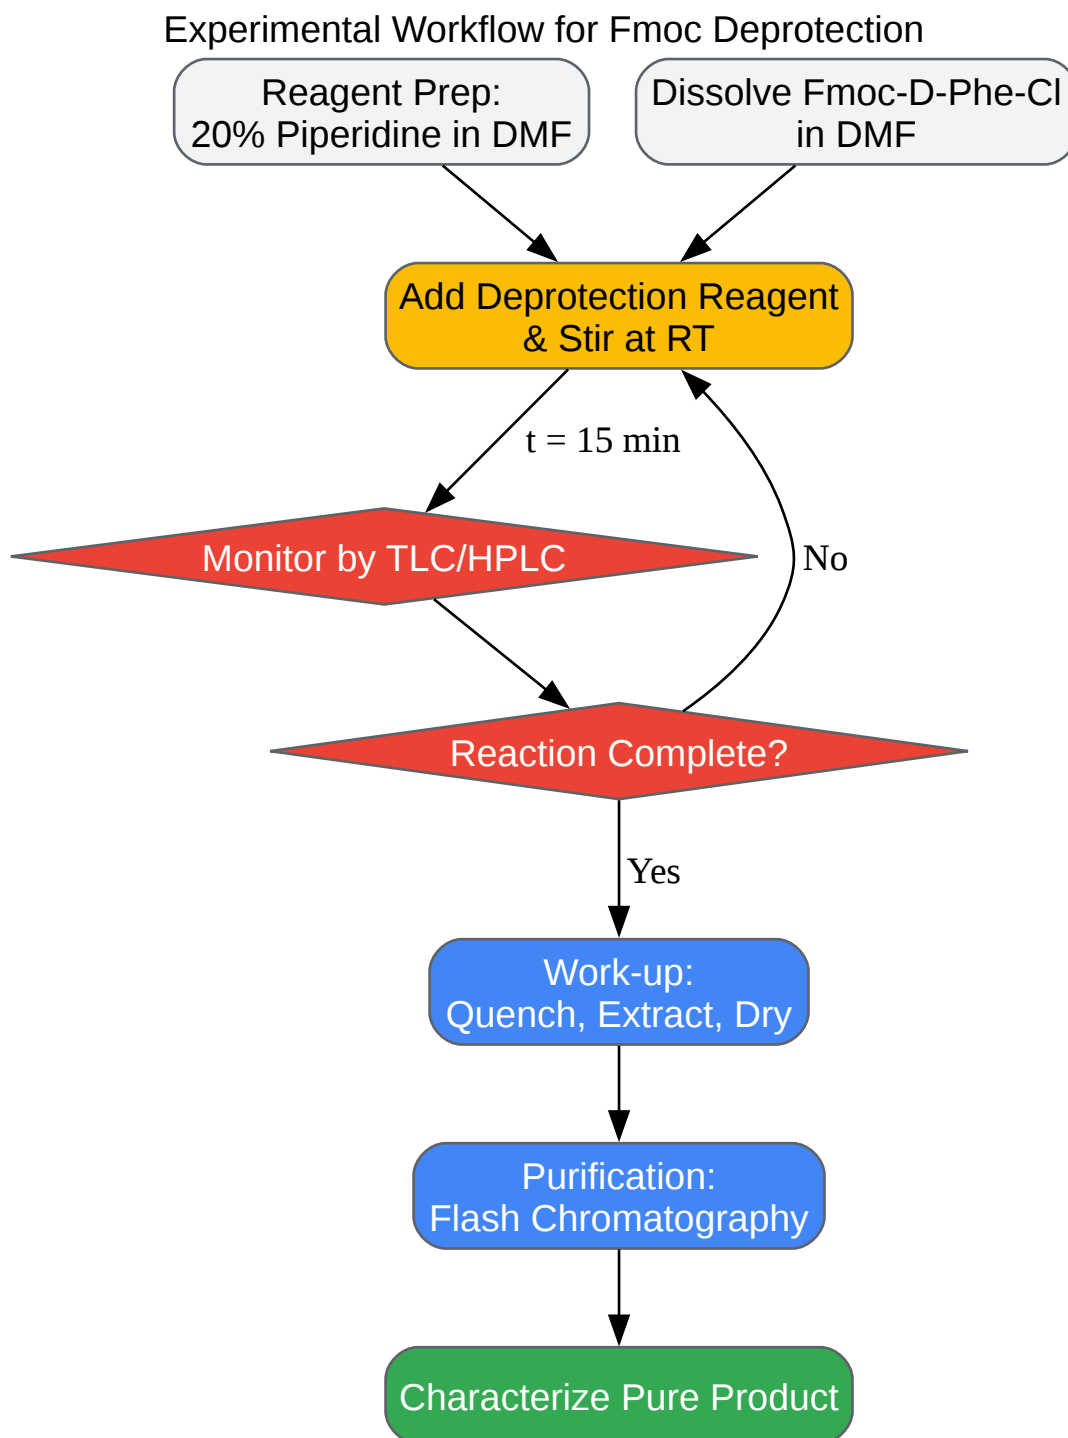 Experimental Workflow for Fmoc Deprotection
Reagent Prep:
20% Piperidine in DMF
Dissolve Fmoc-D-Phe-Cl
in DMF
Add Deprotection Reagent
& Stir at RT
t = 15 min
Monitor by TLC/HPLC
No
Reaction Complete?
Yes
Work-up:
Quench, Extract, Dry
Purification:
Flash Chromatography
Characterize Pure Product